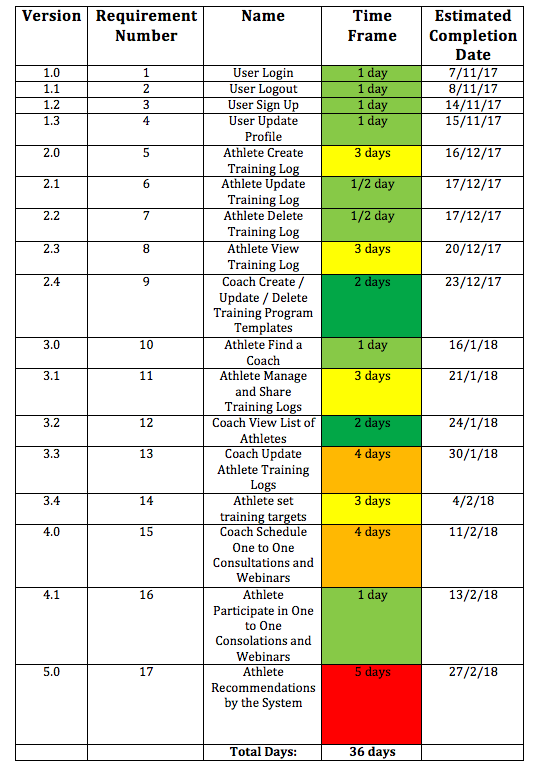 Version Requirement Name Time Estimated
Number Frame Completion
Date
1.0 1 User Login 1 day 7/11/17
1.1 2 User Logout 1 day 8/11/17
1.2 3 User Sign Up 1 day 14/11/17
1.3 4 User Update 1 day 15/11/17
Profile
2.0 5 Athlete Create 3 days 16/12/17
Training Log
2.1 6 Athlete Update 1/2 day 17/12/17
Training Log
2.2 7 Athlete Delete 1/2 day 17/12/17
Training Log
2.3 8 Athlete View 3 days 20/12/17
Training Log
2.4 9 Coach Create / 2 days 23/12/17
Update / Delete
Training Program
Templates
3.0 10 Athlete Find a 1 day 16/1/18
Coach
3.1 11 Athlete Manage 3 days 21/1/18
and Share
Training Logs
3.2 12 Coach View List of 2 days 24/1/18
Athletes
3.3 13 Coach Update 4 days 30/1/18
Athlete Training
Logs
3.4 14 Athlete set 3 days 4/2/18
training targets
4.0 15 Coach Schedule 4 days 11/2/18
One to One
Consultations and
Webinars
4.1 16 Athlete 1 day 13/2/18
Participate in One
to One
Consolations and
Webinars
5.0 17 Athlete 5 days 27/2/18
Recommendations
by the System
Total Days: 36 days